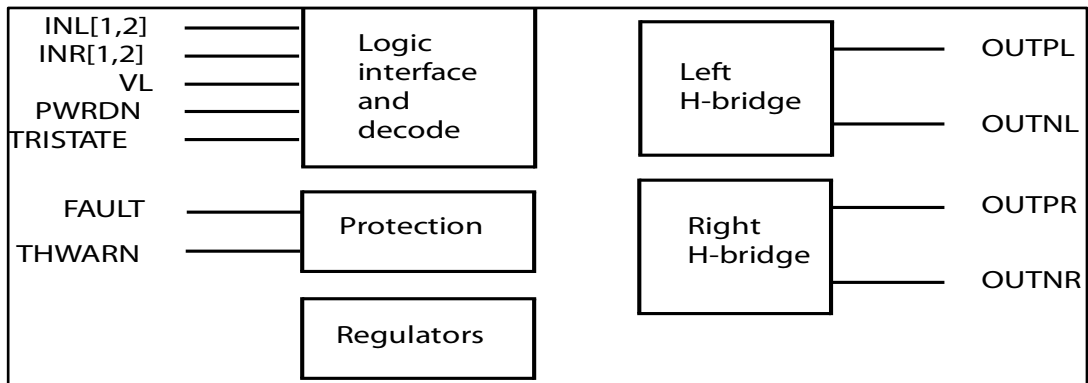 INL[1,2]
INR[1,2]
VL
PWRDN
TRISTATE
FAULT
THWARN
Logic
interface
and
decode
Protection
Regulators
Left
H-bridge
Right
H-bridge
OUTPL
OUTNL
OUTPR
OUTNR